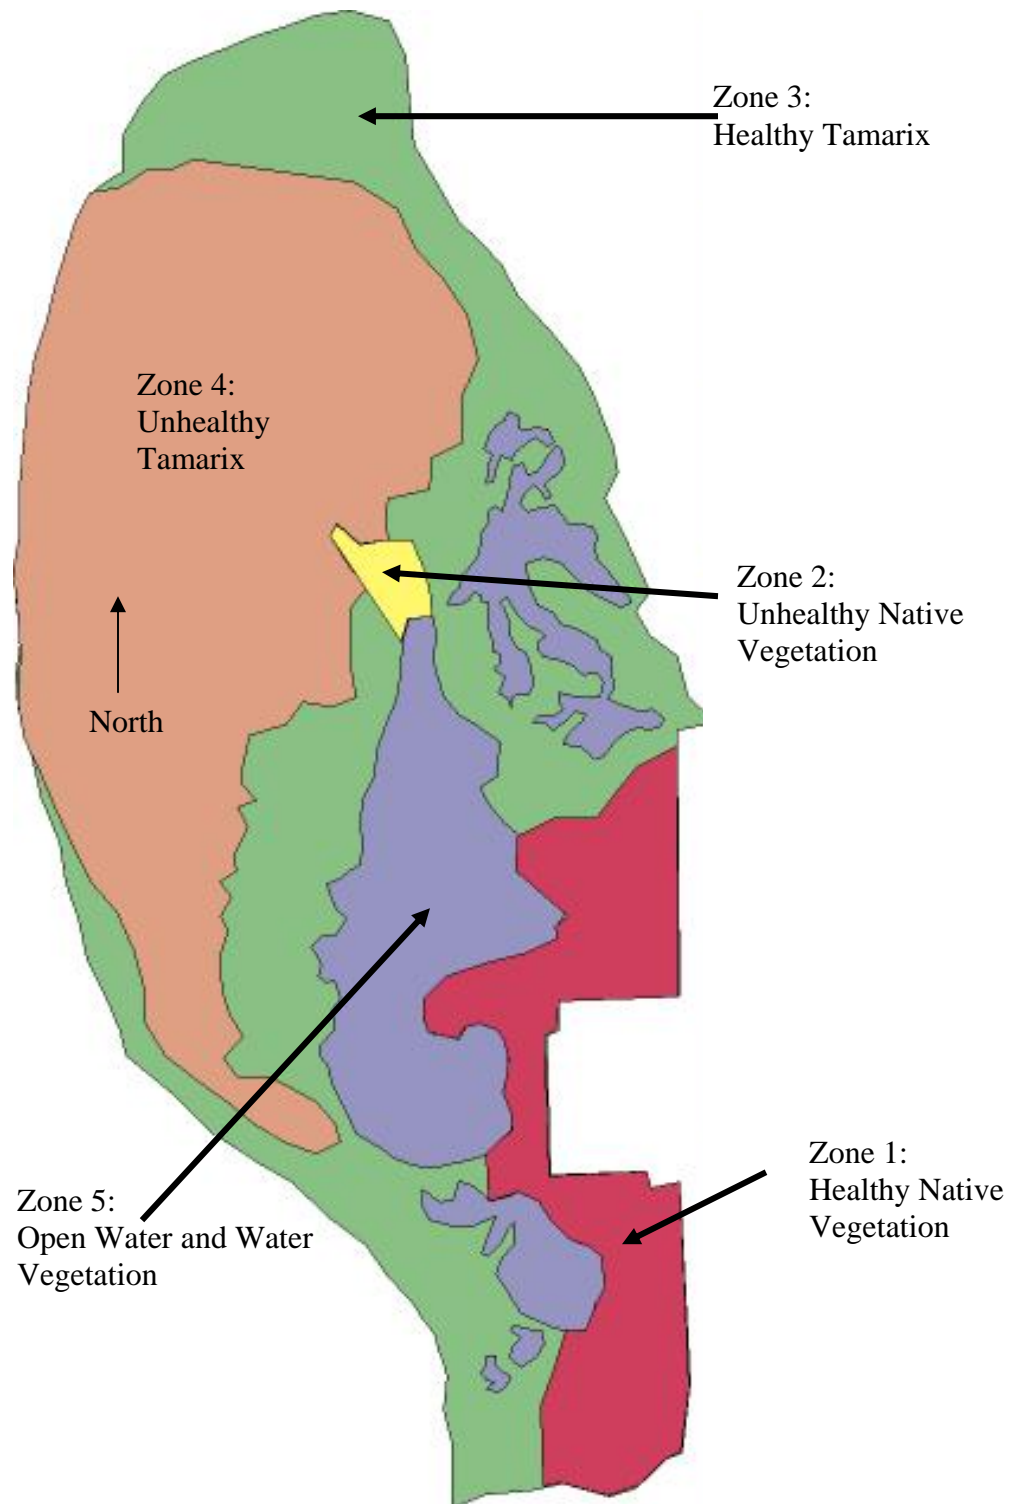 Zone 3:
Healthy Tamarix
Zone 4:
Unhealthy
Tamarix
Zone 2:
Unhealthy Native
Vegetation
North
Zone 1:
Healthy Native
Vegetation
Zone 5:
Open Water and Water
Vegetation